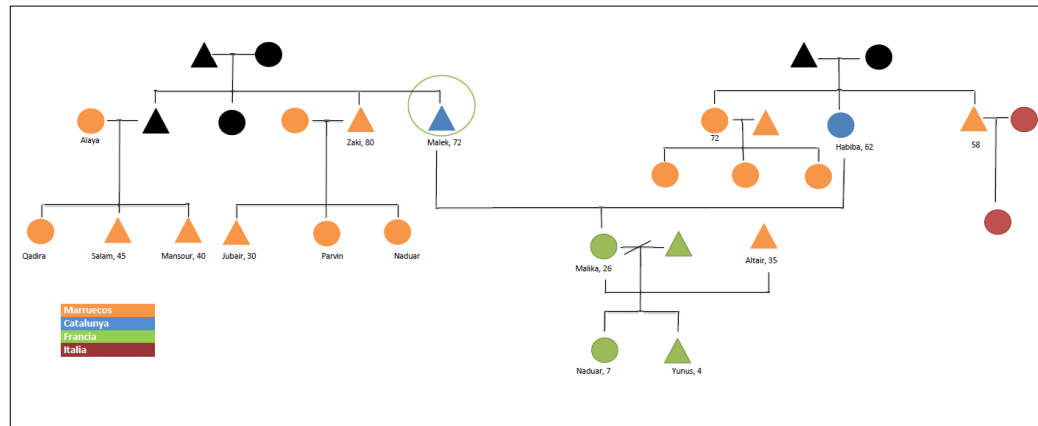 Alaya
Zaki, 80
Malek, 72
72
Habiba, 62
58
Qadira
Salam, 45
Mansour, 40
Jubair, 30
Parvin
Naduar
Malika, 26
Altair, 35
Marruecos
Catalunya
Francia
Italia
Naduar, 7
Yunus, 4